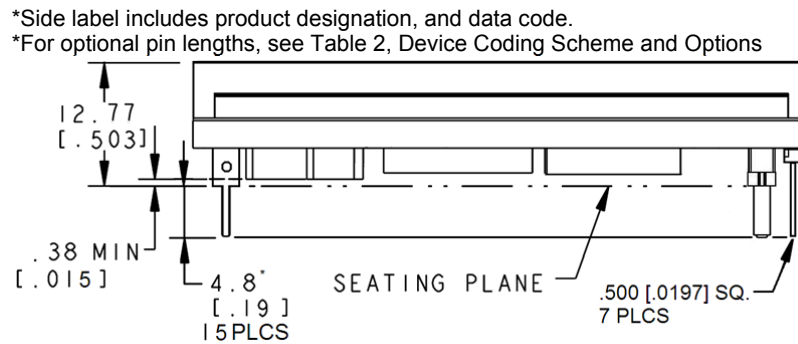 *Side label includes product designation, and data code.
*For optional pin lengths, see Table 2, Device Coding Scheme and Options
12.77
[.503]
.38 MIN
[.015]
4.8*
[.19 ]
15 PLCS
SEATING PLANE
.500 [.0197] SQ.
7 PLCS